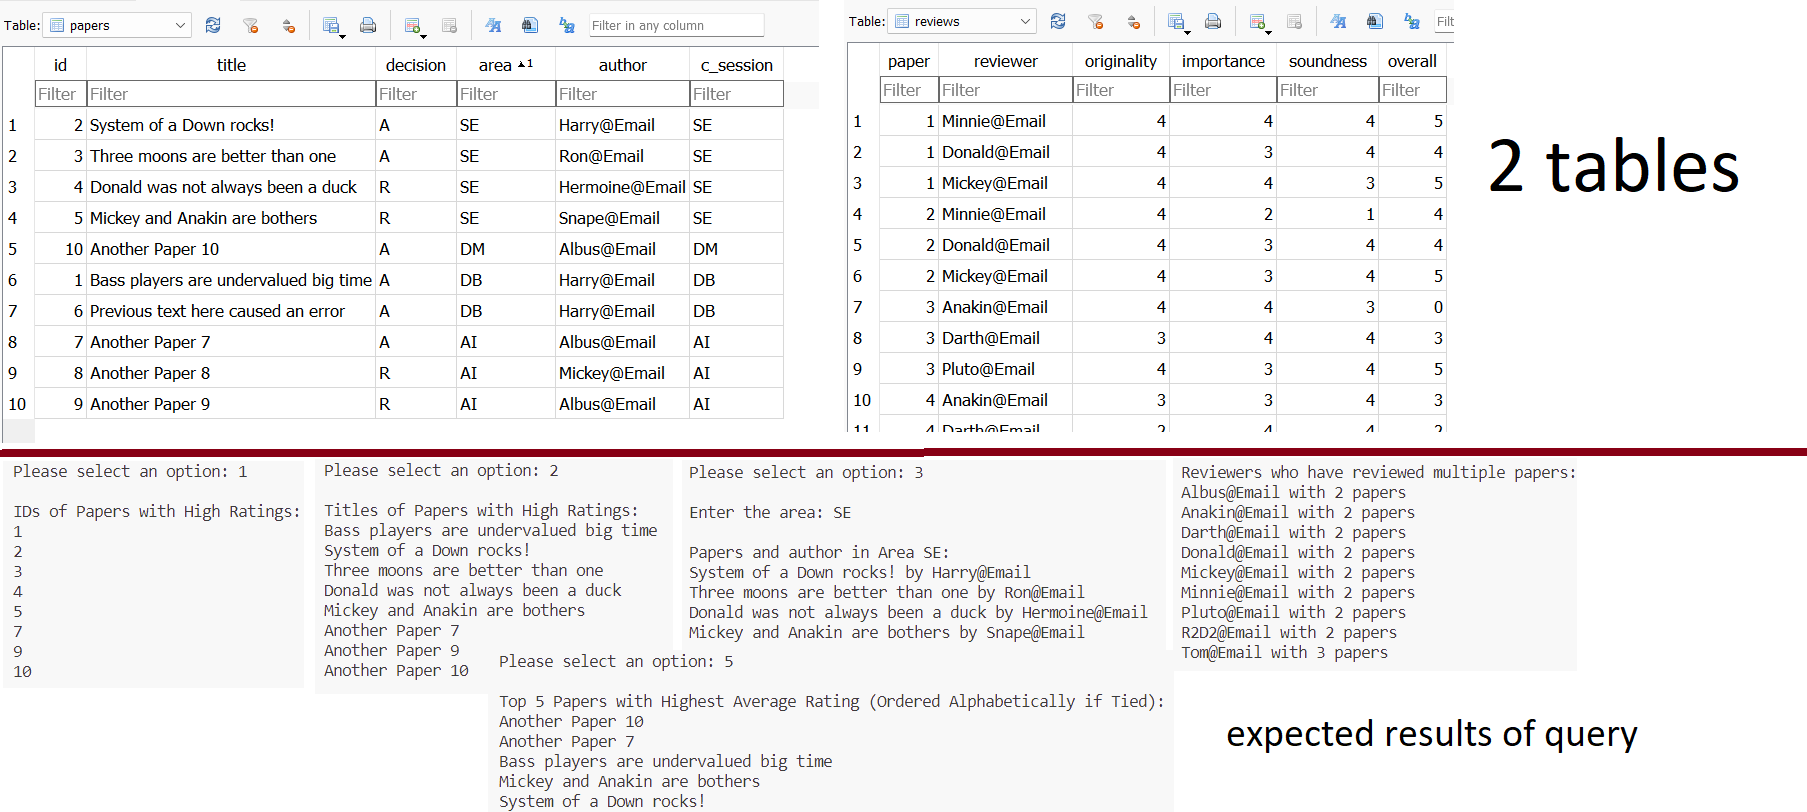 Table: papers Filter in any column
id title decision area 1 author c_session
Filter Filter Filter Filter Filter Filter
1 2 System of a Down rocks! A SE Harry@Email SE
2 3 Three moons are better than one A SE Ron@Email SE
3 4 Donald was not always been a duck R SE Hermoine@Email SE
4 5 Mickey and Anakin are bothers R SE Snape@Email SE
5 10 Another Paper 10 A DM Albus@Email DM
6 1 Bass players are undervalued big time A DB Harry@Email DB
7 6 Previous text here caused an error A DB Harry@Email DB
8 7 Another Paper 7 A AI Albus@Email AI
9 8 Another Paper 8 R AI Mickey@Email AI
10 9 Another Paper 9 R AI Albus@Email AI
Table: reviews Filt
paper reviewer originality importance soundness overall
Filter Filter Filter Filter Filter Filter
1 1 Minnie@Email 4 4 4 5
2 1 Donald@Email 4 3 4 4
3 1 Mickey@Email 4 4 3 5
4 2 Minnie@Email 4 2 1 4
5 2 Donald@Email 4 3 4 4
6 2 Mickey@Email 4 3 4 5
7 3 Anakin@Email 4 4 3 0
8 3 Darth@Email 3 4 4 3
9 3 Pluto@Email 4 3 4 5
10 4 Anakin@Email 3 3 4 3
11 4 Darth@Email 2 4 4 2
2 tables
Please select an option: 1
IDs of Papers with High Ratings:
1
2
3
4
5
7
9
10
Please select an option: 2
Titles of Papers with High Ratings:
Bass players are undervalued big time
System of a Down rocks!
Three moons are better than one
Donald was not always been a duck
Mickey and Anakin are bothers
Another Paper 7
Another Paper 9
Another Paper 10
Please select an option: 3
Enter the area: SE
Papers and author in Area SE:
System of a Down rocks! by Harry@Email
Three moons are better than one by Ron@Email
Donald was not always been a duck by Hermoine@Email
Mickey and Anakin are bothers by Snape@Email
Reviewers who have reviewed multiple papers:
Albus@Email with 2 papers
Anakin@Email with 2 papers
Darth@Email with 2 papers
Donald@Email with 2 papers
Mickey@Email with 2 papers
Minnie@Email with 2 papers
Pluto@Email with 2 papers
R2D2@Email with 2 papers
Tom@Email with 3 papers
Please select an option: 5
Top 5 Papers with Highest Average Rating (Ordered Alphabetically if Tied):
Another Paper 10
Another Paper 7
Bass players are undervalued big time
Mickey and Anakin are bothers
System of a Down rocks!
expected results of query